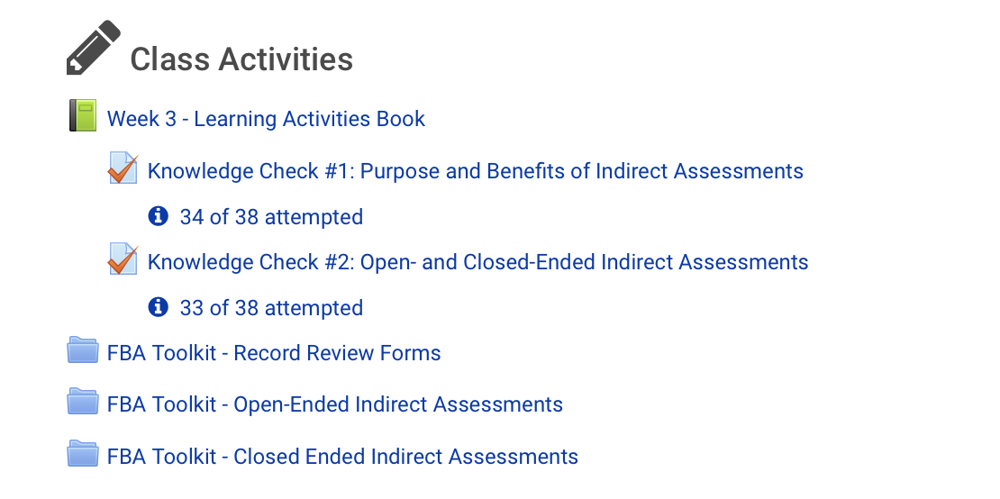 Class Activities
Week 3 - Learning Activities Book
Knowledge Check #1: Purpose and Benefits of Indirect Assessments
34 of 38 attempted
Knowledge Check #2: Open- and Closed-Ended Indirect Assessments
33 of 38 attempted
FBA Toolkit - Record Review Forms
FBA Toolkit - Open-Ended Indirect Assessments
FBA Toolkit - Closed Ended Indirect Assessments